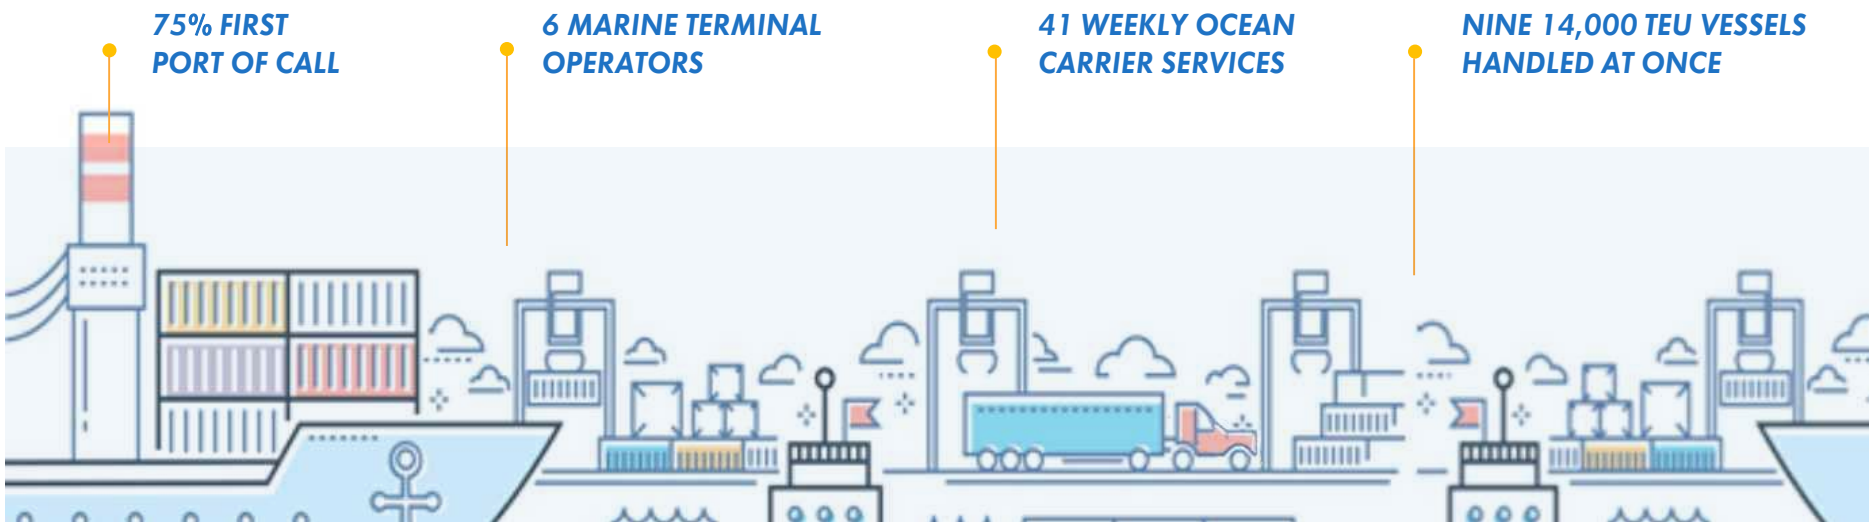 75% FIRST
PORT OF CALL
6 MARINE TERMINAL
OPERATORS
41 WEEKLY OCEAN
CARRIER SERVICES
NINE 14,000 TEU VESSELS
HANDLED AT ONCE